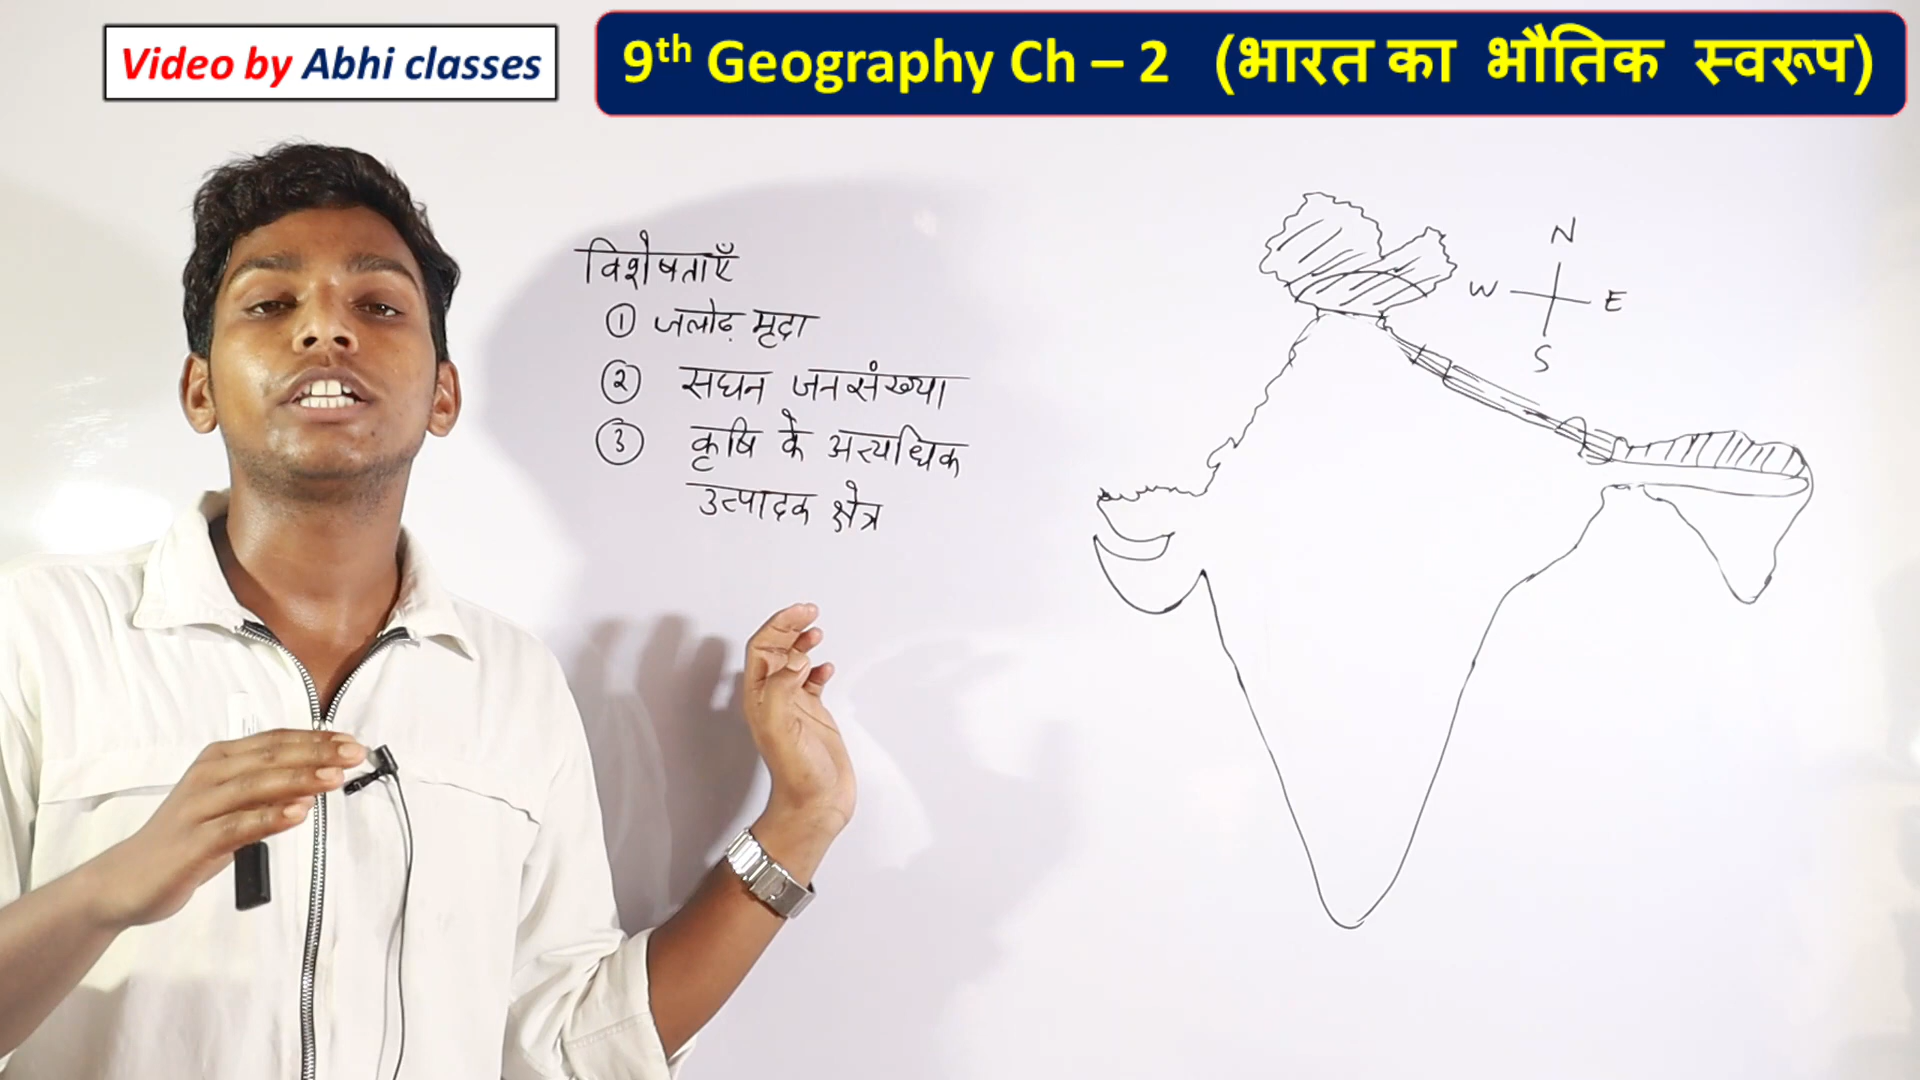 Video by Abhi classes
9th Geography Ch – 2 (भारत का भौतिक स्वरूप)
विशेषताएँ
① जलोढ़ मृदा
② सघन जनसंख्या
③ कृषि के अत्यधिक
उत्पादक क्षेत्र
N
W E
S